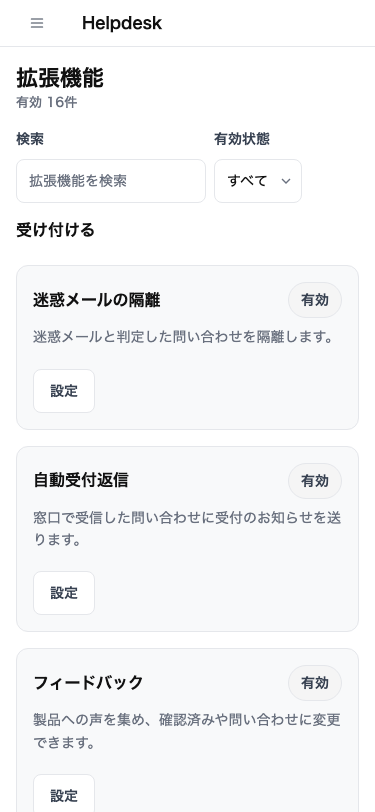 Helpdesk
拡張機能
有効 16件
検索
有効状態
拡張機能を検索
すべて
受け付ける
迷惑メールの隔離
有効
迷惑メールと判定した問い合わせを隔離します。
設定
自動受付返信
有効
窓口で受信した問い合わせに受付のお知らせを送
ります。
設定
フィードバック
有効
製品への声を集め、確認済みや問い合わせに変更
できます。
設定